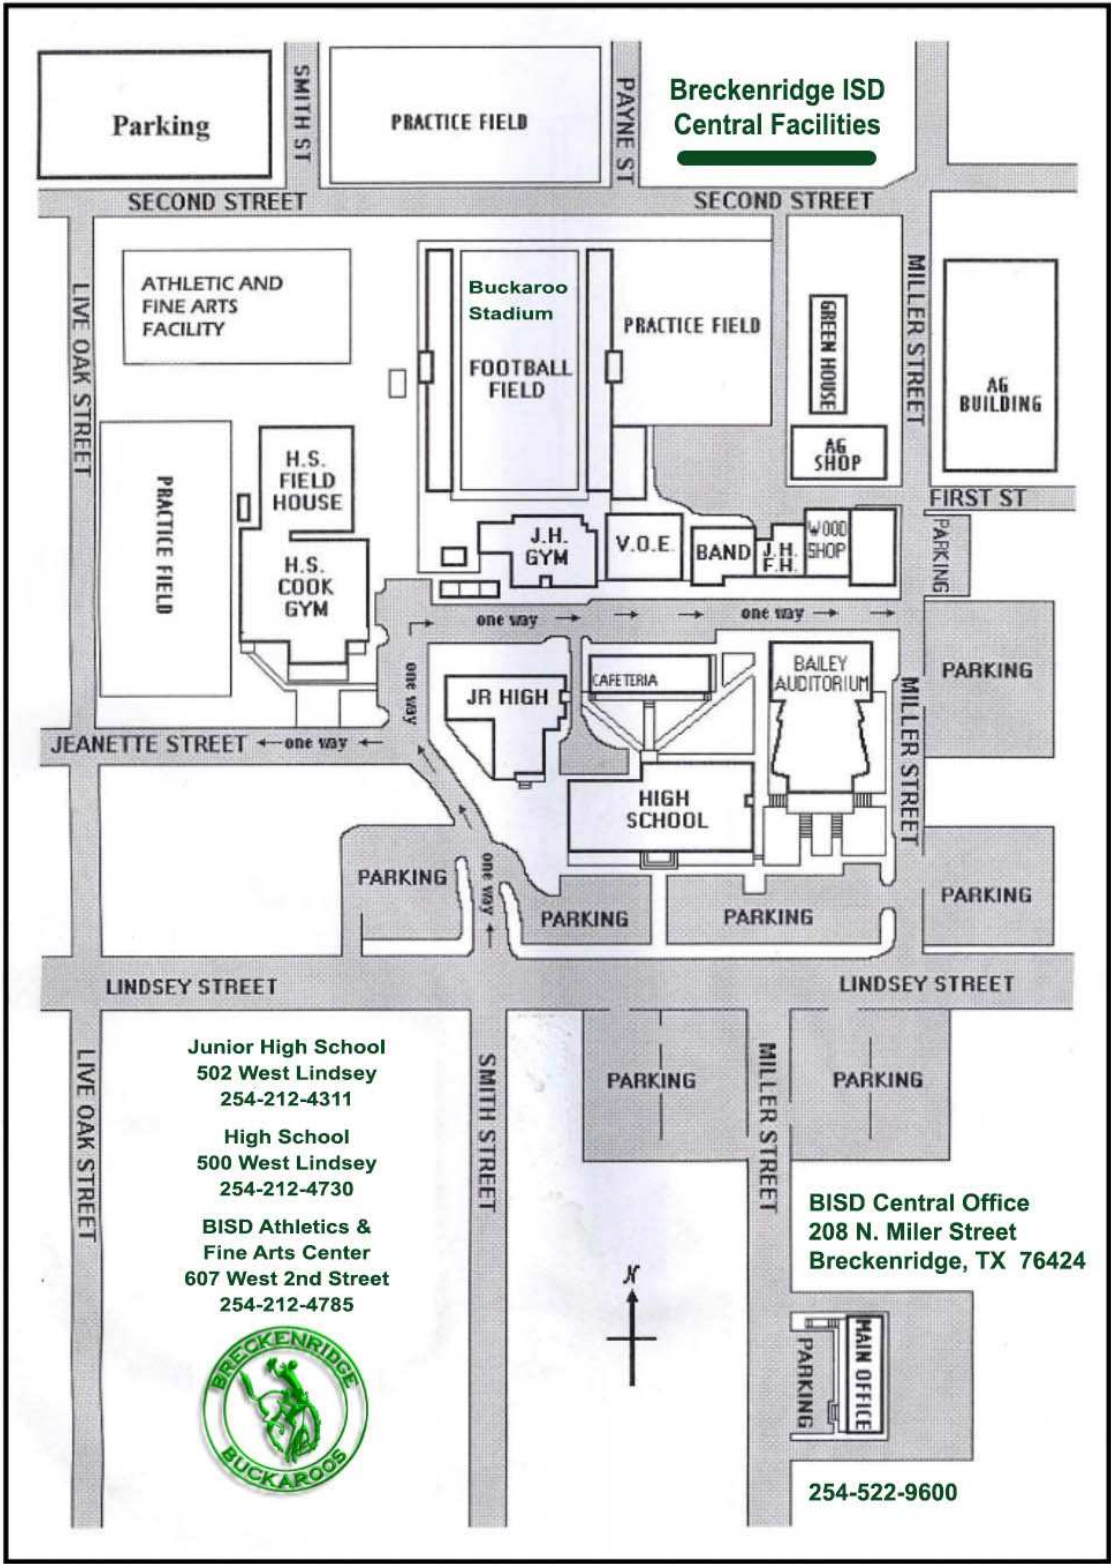 Breckenridge ISD
Central Facilities
Parking
SMITH ST
PRACTICE FIELD
PAYNE ST
SECOND STREET
SECOND STREET
LIVE OAK STREET
ATHLETIC AND
FINE ARTS
FACILITY
Buckaroo
Stadium
FOOTBALL
FIELD
PRACTICE FIELD
GREEN HOUSE
MILLER STREET
AG
BUILDING
AG
SHOP
H.S.
FIELD
HOUSE
PRACTICE FIELD
FIRST ST
J.H.
GYM
V.O.E.
BAND
J.H.
F.H.
WOOD
SHOP
PARKING
H.S.
COOK
GYM
one way
one way
one way
JR HIGH
CAFETERIA
BAILEY
AUDITORIUM
PARKING
MILLER STREET
JEANETTE STREET
one way
HIGH
SCHOOL
PARKING
one way
PARKING
PARKING
PARKING
LINDSEY STREET
LINDSEY STREET
Junior High School
502 West Lindsey
254-212-4311
High School
500 West Lindsey
254-212-4730
BISD Athletics &
Fine Arts Center
607 West 2nd Street
254-212-4785
LIVE OAK STREET
SMITH STREET
PARKING
MILLER STREET
PARKING
BISD Central Office
208 N. Miler Street
Breckenridge, TX 76424
N
MAIN OFFICE
PARKING
254-522-9600
BRECKENRIDGE
BUCKAROOS